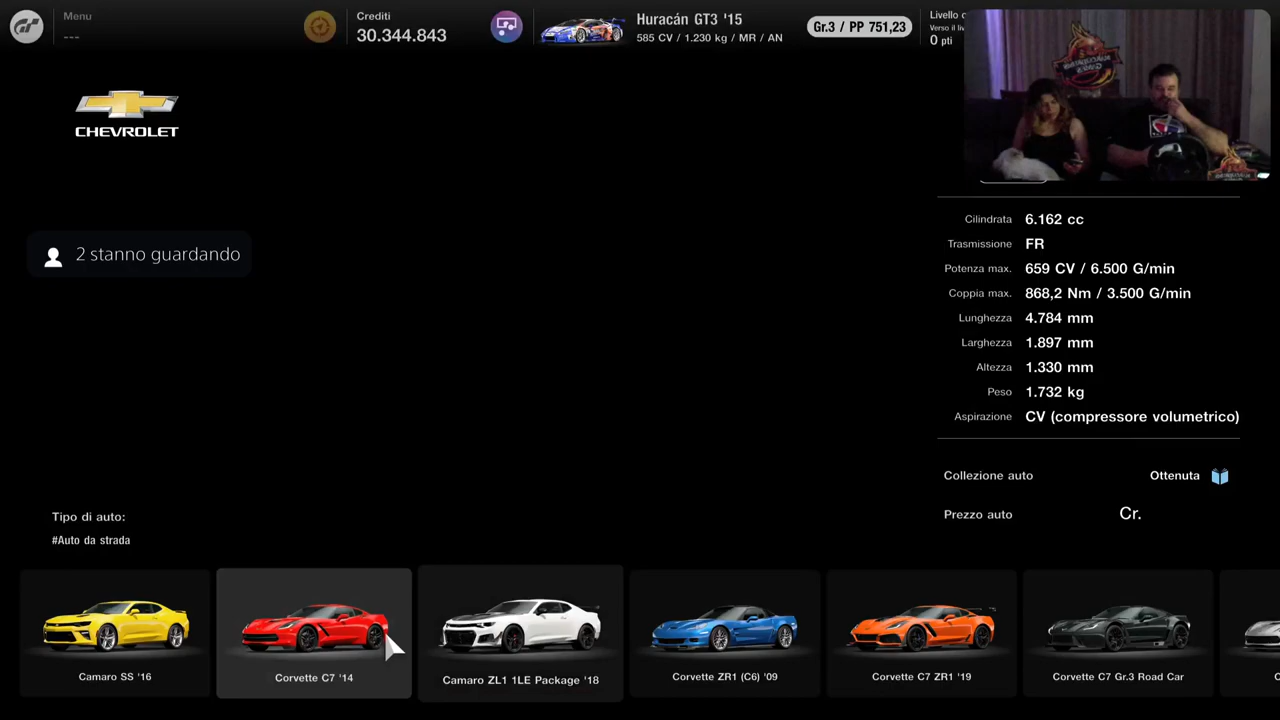 Menu
---
Crediti
30.344.843
Huracán GT3 '15
585 CV / 1.230 kg / MR / AN
Gr.3 / PP 751,23
Livello
Verso il
0 pti
CHEVROLET
2 stanno guardando
Cilindrata 6.162 cc
Trasmissione FR
Potenza max. 659 CV / 6.500 G/min
Coppia max. 868,2 Nm / 3.500 G/min
Lunghezza 4.784 mm
Larghezza 1.897 mm
Altezza 1.330 mm
Peso 1.732 kg
Aspirazione CV (compressore volumetrico)
Collezione auto Ottenuta
Prezzo auto Cr.
Tipo di auto:
#Auto da strada
Camaro SS '16
Corvette C7 '14
Camaro ZL1 1LE Package '18
Corvette ZR1 (C6) '09
Corvette C7 ZR1 '19
Corvette C7 Gr.3 Road Car